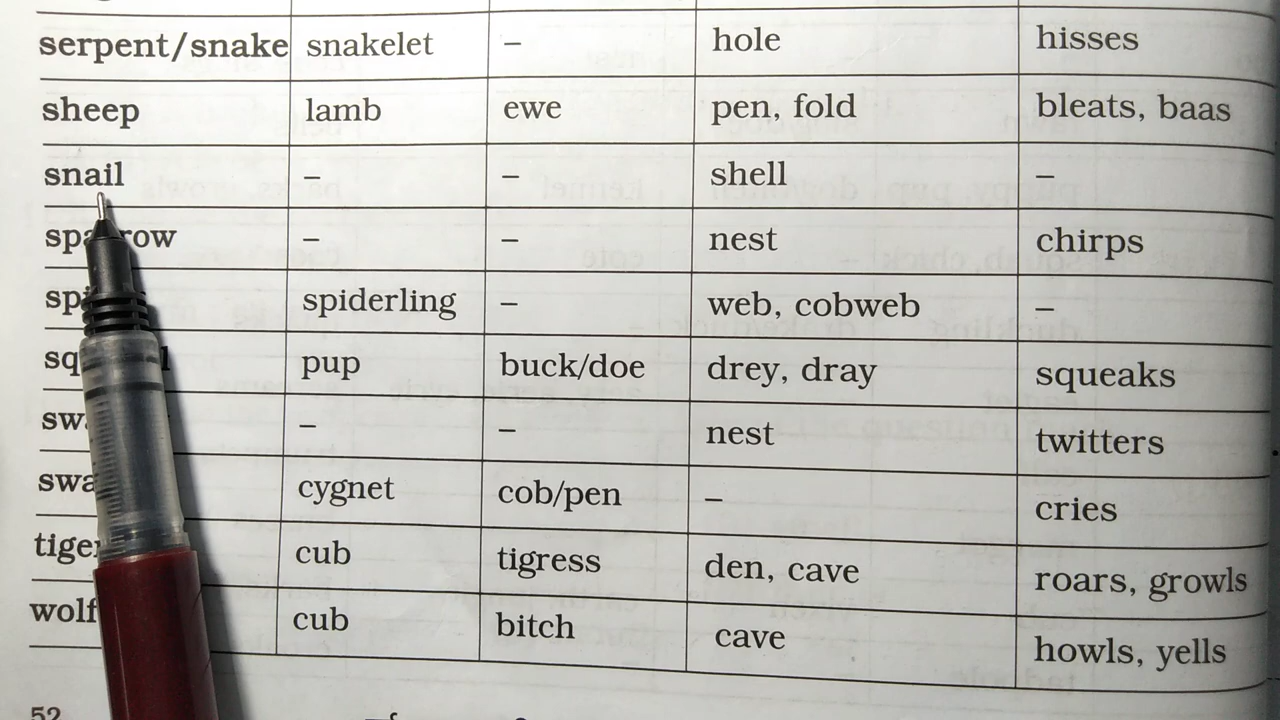 serpent/snake snakelet – hole hisses
sheep lamb ewe pen, fold bleats, baas
snail – – shell –
– – nest chirps
spiderling – web, cobweb –
pup buck/doe drey, dray squeaks
– – nest twitters
cygnet cob/pen – cries
cub tigress den, cave roars, growls
wolf cub bitch cave howls, yells
52